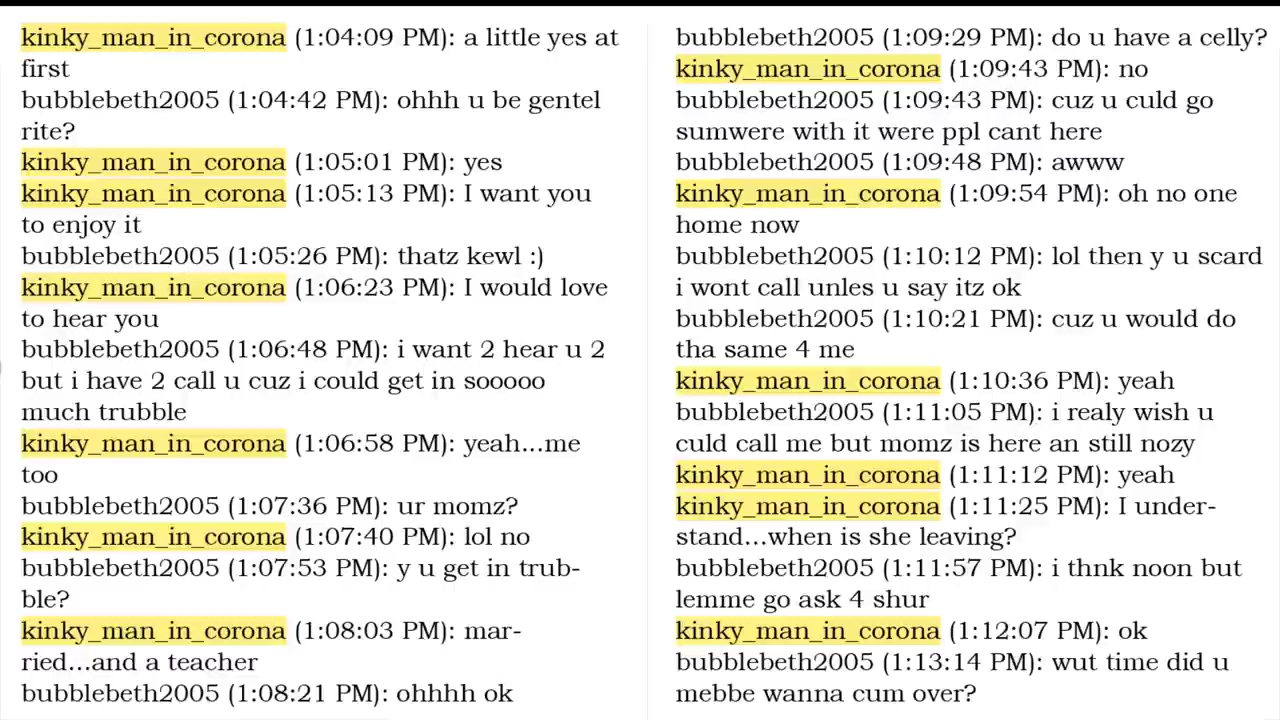 kinky_man_in_corona (1:04:09 PM): a little yes at
first
bubblebeth2005 (1:04:42 PM): ohhh u be gentel
rite?
kinky_man_in_corona (1:05:01 PM): yes
kinky_man_in_corona (1:05:13 PM): I want you
to enjoy it
bubblebeth2005 (1:05:26 PM): thatz kewl :)
kinky_man_in_corona (1:06:23 PM): I would love
to hear you
bubblebeth2005 (1:06:48 PM): i want 2 hear u 2
but i have 2 call u cuz i could get in sooooo
much trubble
kinky_man_in_corona (1:06:58 PM): yeah...me
too
bubblebeth2005 (1:07:36 PM): ur momz?
kinky_man_in_corona (1:07:40 PM): lol no
bubblebeth2005 (1:07:53 PM): y u get in trub-
ble?
kinky_man_in_corona (1:08:03 PM): mar-
ried...and a teacher
bubblebeth2005 (1:08:21 PM): ohhhh ok
bubblebeth2005 (1:09:29 PM): do u have a celly?
kinky_man_in_corona (1:09:43 PM): no
bubblebeth2005 (1:09:43 PM): cuz u culd go
sumwere with it were ppl cant here
bubblebeth2005 (1:09:48 PM): awww
kinky_man_in_corona (1:09:54 PM): oh no one
home now
bubblebeth2005 (1:10:12 PM): lol then y u scard
i wont call unles u say itz ok
bubblebeth2005 (1:10:21 PM): cuz u would do
tha same 4 me
kinky_man_in_corona (1:10:36 PM): yeah
bubblebeth2005 (1:11:05 PM): i realy wish u
culd call me but momz is here an still nozy
kinky_man_in_corona (1:11:12 PM): yeah
kinky_man_in_corona (1:11:25 PM): I under-
stand...when is she leaving?
bubblebeth2005 (1:11:57 PM): i thnk noon but
lemme go ask 4 shur
kinky_man_in_corona (1:12:07 PM): ok
bubblebeth2005 (1:13:14 PM): wut time did u
mebbe wanna cum over?